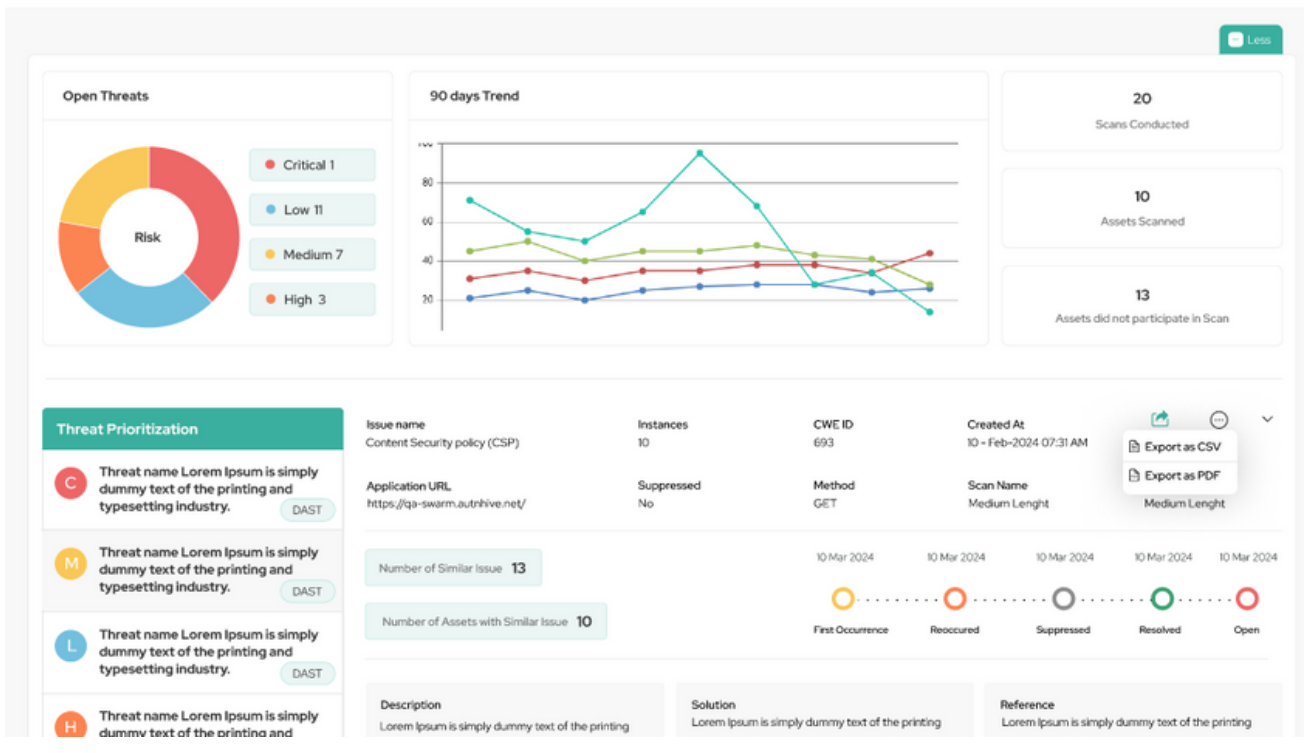 Less
Open Threats
Risk
Critical 1
Low 11
Medium 7
High 3
90 days Trend
100
80
60
40
20
20
Scans Conducted
10
Assets Scanned
13
Assets did not participate in Scan
Threat Prioritization
C
Threat name Lorem Ipsum is simply
dummy text of the printing and
typesetting industry.
DAST
M
Threat name Lorem Ipsum is simply
dummy text of the printing and
typesetting industry.
DAST
L
Threat name Lorem Ipsum is simply
dummy text of the printing and
typesetting industry.
DAST
H
Threat name Lorem Ipsum is simply
dummy text of the printing and
Issue name
Content Security policy (CSP)
Instances
10
CWE ID
693
Created At
10 - Feb-2024 07:31 AM
Export as CSV
Export as PDF
Application URL
https://qa-swarm.autnhive.net/
Suppressed
No
Method
GET
Scan Name
Medium Lenght
Medium Lenght
Number of Similar Issue 13
Number of Assets with Similar Issue 10
10 Mar 2024
First Occurrence
10 Mar 2024
Reoccured
10 Mar 2024
Suppressed
10 Mar 2024
Resolved
10 Mar 2024
Open
Description
Lorem Ipsum is simply dummy text of the printing
Solution
Lorem Ipsum is simply dummy text of the printing
Reference
Lorem Ipsum is simply dummy text of the printing